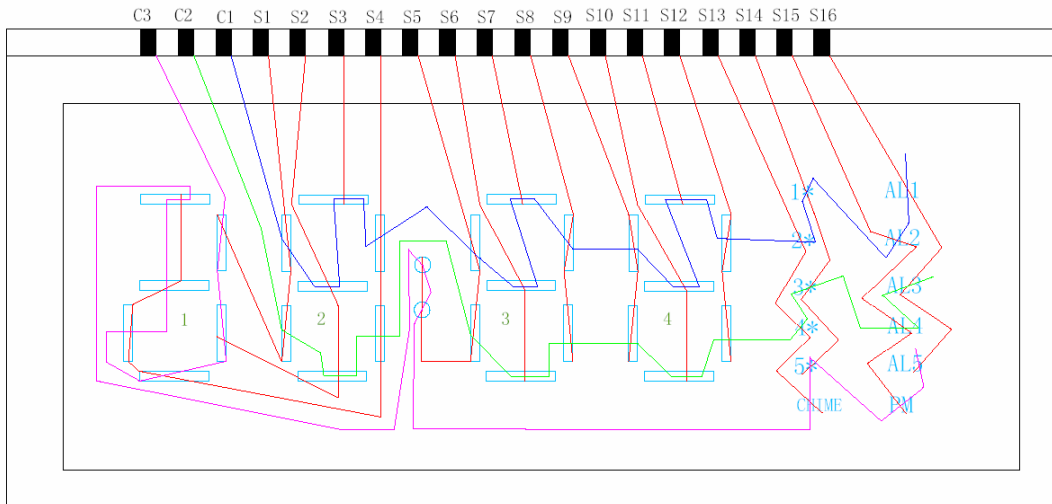 C3 C2 C1 S1 S2 S3 S4 S5 S6 S7 S8 S9 S10 S11 S12 S13 S14 S15 S16
1* AL1
2* AL2
3* AL3
1 2 3 4 4* AL4
5* AL5
CHIME PM